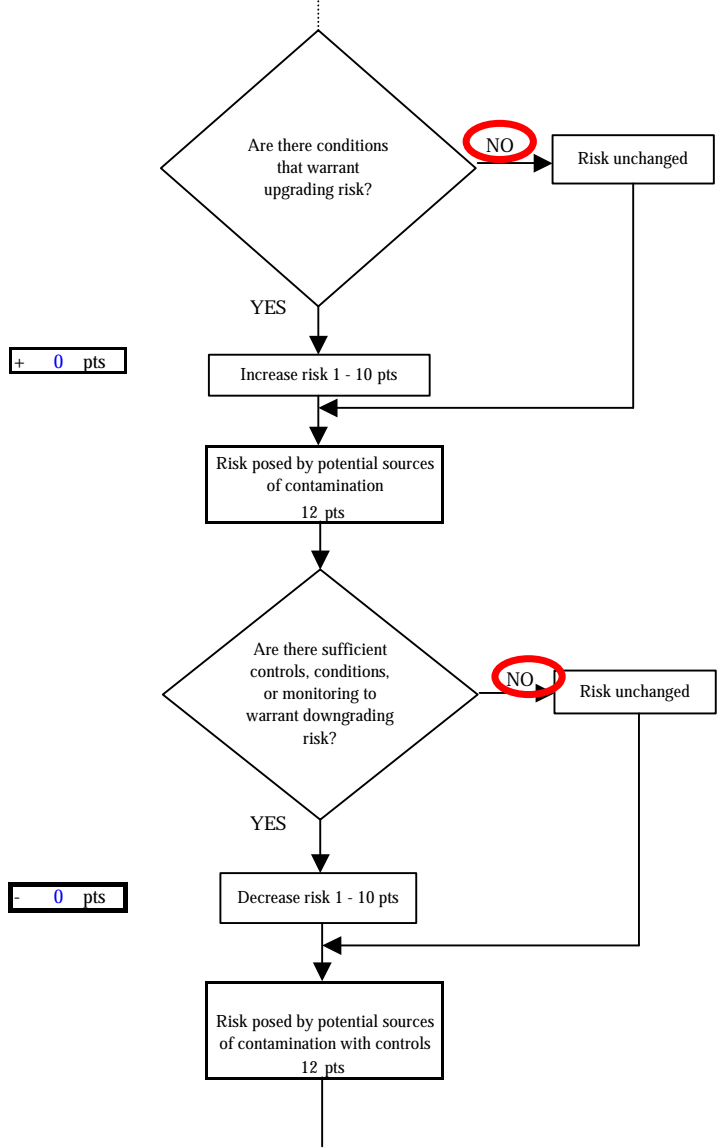 Are there conditions
that warrant
upgrading risk?
NO
Risk unchanged
YES
+ 0 pts
Increase risk 1 - 10 pts
Risk posed by potential sources
of contamination
12 pts
Are there sufficient
controls, conditions,
or monitoring to
warrant downgrading
risk?
NO
Risk unchanged
YES
- 0 pts
Decrease risk 1 - 10 pts
Risk posed by potential sources
of contamination with controls
12 pts